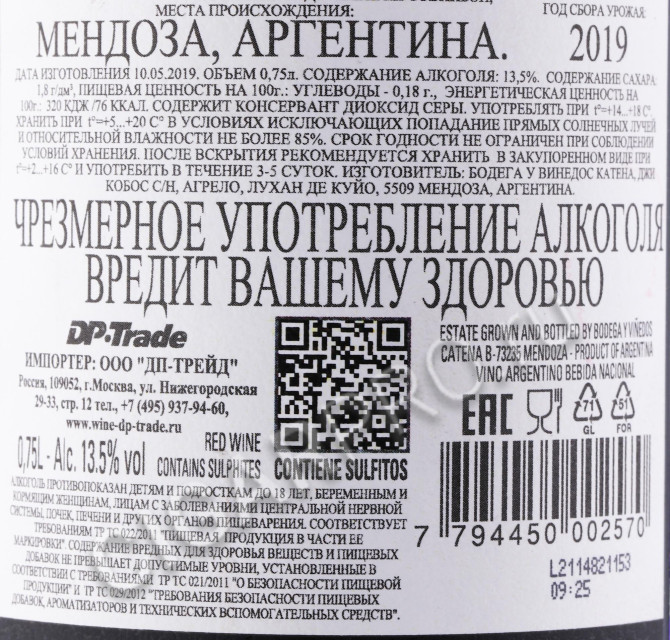 МЕСТА ПРОИСХОЖДЕНИЯ:
ГОД СБОРА УРОЖАЯ:
МЕНДОЗА, АРГЕНТИНА.
2019
ДАТА ИЗГОТОВЛЕНИЯ 10.05.2019. ОБЪЕМ 0,75л. СОДЕРЖАНИЕ АЛКОГОЛЯ: 13,5%. СОДЕРЖАНИЕ САХАРА
1,8 г/дм³, ПИЩЕВАЯ ЦЕННОСТЬ НА 100г.: УГЛЕВОДЫ - 0,18 г., ЭНЕРГЕТИЧЕСКАЯ ЦЕННОСТЬ НА
100г.: 320 КДЖ /76 ККАЛ. СОДЕРЖИТ КОНСЕРВАНТ ДИОКСИД СЕРЫ. УПОТРЕБЛЯТЬ ПРИ t°=+14...+18 C°.
ХРАНИТЬ ПРИ t°=+5...+20 C° В УСЛОВИЯХ ИСКЛЮЧАЮЩИХ ПОПАДАНИЕ ПРЯМЫХ СОЛНЕЧНЫХ ЛУЧЕЙ
И ОТНОСИТЕЛЬНОЙ ВЛАЖНОСТИ НЕ БОЛЕЕ 85%. СРОК ГОДНОСТИ НЕ ОГРАНИЧЕН ПРИ СОБЛЮДЕНИИ
УСЛОВИЙ ХРАНЕНИЯ. ПОСЛЕ ВСКРЫТИЯ РЕКОМЕНДУЕТСЯ ХРАНИТЬ В ЗАКУПОРЕННОМ ВИДЕ ПРИ
t°=+2...+16 C° И УПОТРЕБИТЬ В ТЕЧЕНИЕ 3-5 СУТОК. ИЗГОТОВИТЕЛЬ: БОДЕГА У ВИНЕДОС КАТЕНА, ДЖИ
КОБОС С/Н, АГРЕЛО, ЛУХАН ДЕ КУЙО, 5509 МЕНДОЗА, АРГЕНТИНА.
ЧРЕЗМЕРНОЕ УПОТРЕБЛЕНИЕ АЛКОГОЛЯ
ВРЕДИТ ВАШЕМУ ЗДОРОВЬЮ
DP-Trade
ИМПОРТЕР: ООО "ДП-ТРЕЙД"
Россия, 109052, г.Москва, ул. Нижегородская
29-33, стр. 12 тел., +7 (495) 937-94-60,
www.wine-dp-trade.ru
0,75L - Alc. 13.5% vol
RED WINE
CONTAINS SULPHITES
CONTIENE SULFITOS
ESTATE GROWN AND BOTTLED BY BODEGA Y VIÑEDOS
CATENA B-73235 MENDOZA - PRODUCT OF ARGENTINA
VINO ARGENTINO BEBIDA NACIONAL
EAC
71
GL
51
FOR
АЛКОГОЛЬ ПРОТИВОПОКАЗАН ДЕТЯМ И ПОДРОСТКАМ ДО 18 ЛЕТ, БЕРЕМЕННЫМ И
КОРМЯЩИМ ЖЕНЩИНАМ, ЛИЦАМ С ЗАБОЛЕВАНИЯМИ ЦЕНТРАЛЬНОЙ НЕРВНОЙ
СИСТЕМЫ, ПОЧЕК, ПЕЧЕНИ И ДРУГИХ ОРГАНОВ ПИЩЕВАРЕНИЯ. СООТВЕТСТВУЕТ
ТРЕБОВАНИЯМ ТР ТС 022/2011 "ПИЩЕВАЯ ПРОДУКЦИЯ В ЧАСТИ ЕЕ
МАРКИРОВКИ". СОДЕРЖАНИЕ ВРЕДНЫХ ДЛЯ ЗДОРОВЬЯ ВЕЩЕСТВ И ПИЩЕВЫХ
ДОБАВОК НЕ ПРЕВЫШАЕТ ДОПУСТИМЫЕ УРОВНИ, УСТАНОВЛЕННЫЕ В
СООТВЕТСТВИИ С ТРЕБОВАНИЯМИ ТР ТС 021/2011 "О БЕЗОПАСНОСТИ ПИЩЕВОЙ
ПРОДУКЦИИ" И ТР ТС 029/2012 "ТРЕБОВАНИЯ БЕЗОПАСНОСТИ ПИЩЕВЫХ
ДОБАВОК, АРОМАТИЗАТОРОВ И ТЕХНИЧЕСКИХ ВСПОМОГАТЕЛЬНЫХ СРЕДСТВ".
7 794450 002570
L2114821153
09:25